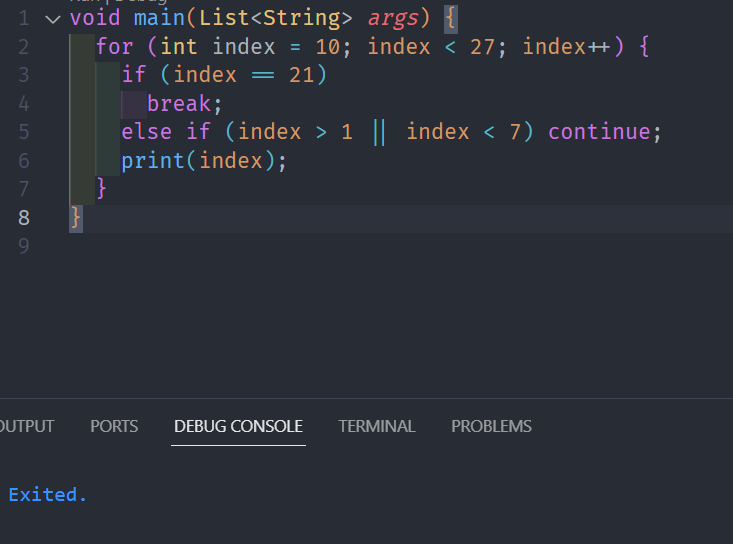 1 void main(List<String> args) {
2 for (int index = 10; index < 27; index++) {
3 if (index == 21)
4 break;
5 else if (index > 1 || index < 7) continue;
6 print(index);
7 }
8 }
9
OUTPUT PORTS DEBUG CONSOLE TERMINAL PROBLEMS
Exited.